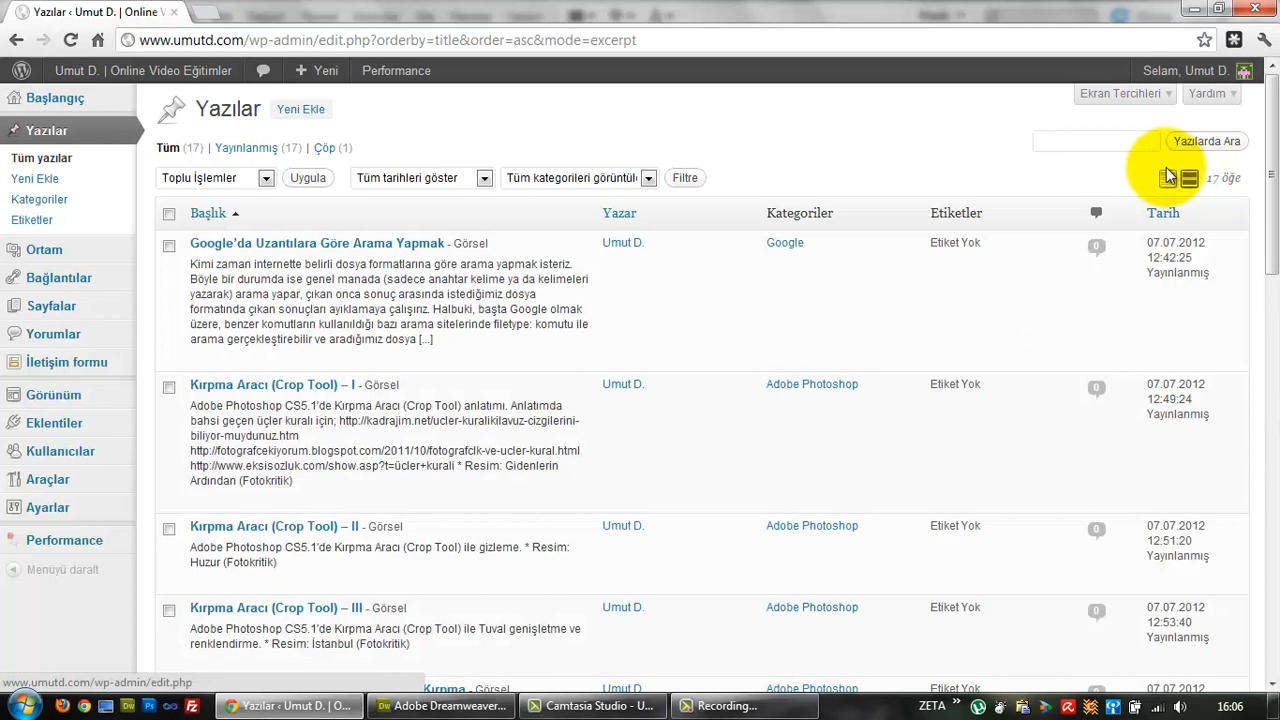 Yazılar ‹ Umut D. | Online V
www.umutd.com/wp-admin/edit.php?orderby=title&order=asc&mode=excerpt
Umut D. | Online Video Eğitimler
Yeni
Performance
Selam, Umut D.
Başlangıç
Yazılar
Tüm yazılar
Yeni Ekle
Kategoriler
Etiketler
Ortam
Bağlantılar
Sayfalar
Yorumlar
İletişim formu
Görünüm
Eklentiler
Kullanıcılar
Araçlar
Ayarlar
Performance
Menüyü daralt
Yazılar Yeni Ekle
Ekran Tercihleri Yardım
Tüm (17) | Yayınlanmış (17) | Çöp (1)
Yazılarda Ara
Toplu İşlemler Uygula Tüm tarihleri göster Tüm kategorileri görüntül Filtre 17 öğe
Başlık Yazar Kategoriler Etiketler Tarih
Google'da Uzantılara Göre Arama Yapmak - Görsel
Kimi zaman internette belirli dosya formatlarına göre arama yapmak isteriz.
Böyle bir durumda ise genel manada (sadece anahtar kelime ya da kelimeleri
yazarak) arama yapar, çıkan onca sonuç arasında istediğimiz dosya
formatında çıkan sonuçları ayıklamaya çalışırız. Halbuki, başta Google olmak
üzere, benzer komutların kullanıldığı bazı arama sitelerinde filetype: komutu ile
arama gerçekleştirebilir ve aradığımız dosya [...]
Umut D.
Google
Etiket Yok
0
07.07.2012
12:42:25
Yayınlanmış
Kırpma Aracı (Crop Tool) – I - Görsel
Adobe Photoshop CS5.1'de Kırpma Aracı (Crop Tool) anlatımı. Anlatımda
bahsi geçen üçler kuralı için; http://kadrajim.net/ucler-kuralikilavuz-cizgilerini-
biliyor-muydunuz.htm
http://fotografcekiyorum.blogspot.com/2011/10/fotografclk-ve-ucler-kural.html
http://www.eksisozluk.com/show.asp?t=ücler+kurali * Resim: Gidenlerin
Ardından (Fotokritik)
Umut D.
Adobe Photoshop
Etiket Yok
0
07.07.2012
12:49:24
Yayınlanmış
Kırpma Aracı (Crop Tool) – II - Görsel
Adobe Photoshop CS5.1'de Kırpma Aracı (Crop Tool) ile gizleme. * Resim:
Huzur (Fotokritik)
Umut D.
Adobe Photoshop
Etiket Yok
0
07.07.2012
12:51:20
Yayınlanmış
Kırpma Aracı (Crop Tool) – III - Görsel
Adobe Photoshop CS5.1'de Kırpma Aracı (Crop Tool) ile Tuval genişletme ve
renklendirme. * Resim: İstanbul (Fotokritik)
Umut D.
Adobe Photoshop
Etiket Yok
0
07.07.2012
12:53:40
Yayınlanmış
Kırpma - Görsel Umut D. Adobe Photoshop Etiket Yok 0 07.07.2012
www.umutd.com/wp-admin/edit.php
Yazılar ‹ Umut D. | O...
Adobe Dreamweaver...
Camtasia Studio - U...
Recording...
ZETA
16:06